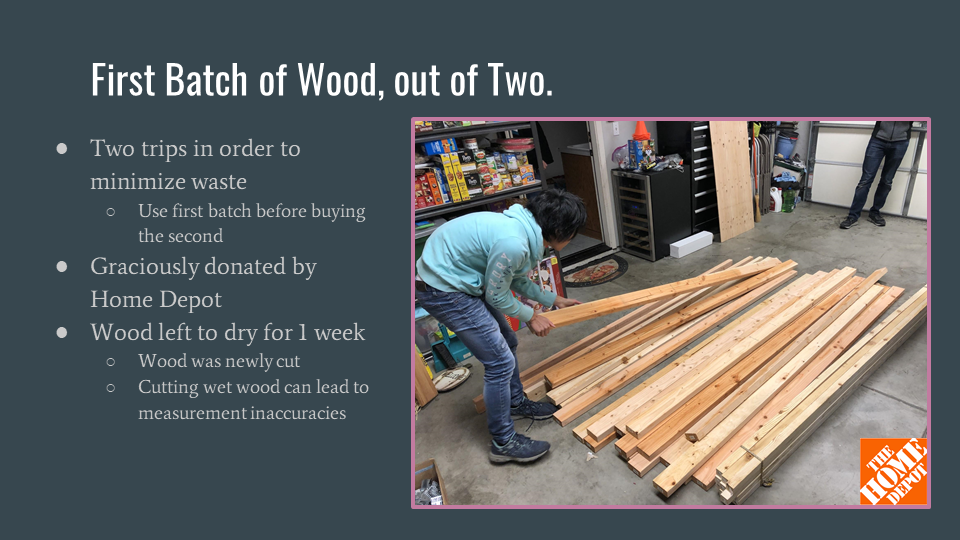 First Batch of Wood, out of Two.
● Two trips in order to
minimize waste
○ Use first batch before buying
the second
● Graciously donated by
Home Depot
● Wood left to dry for 1 week
○ Wood was newly cut
○ Cutting wet wood can lead to
measurement inaccuracies
THE
HOME
DEPOT